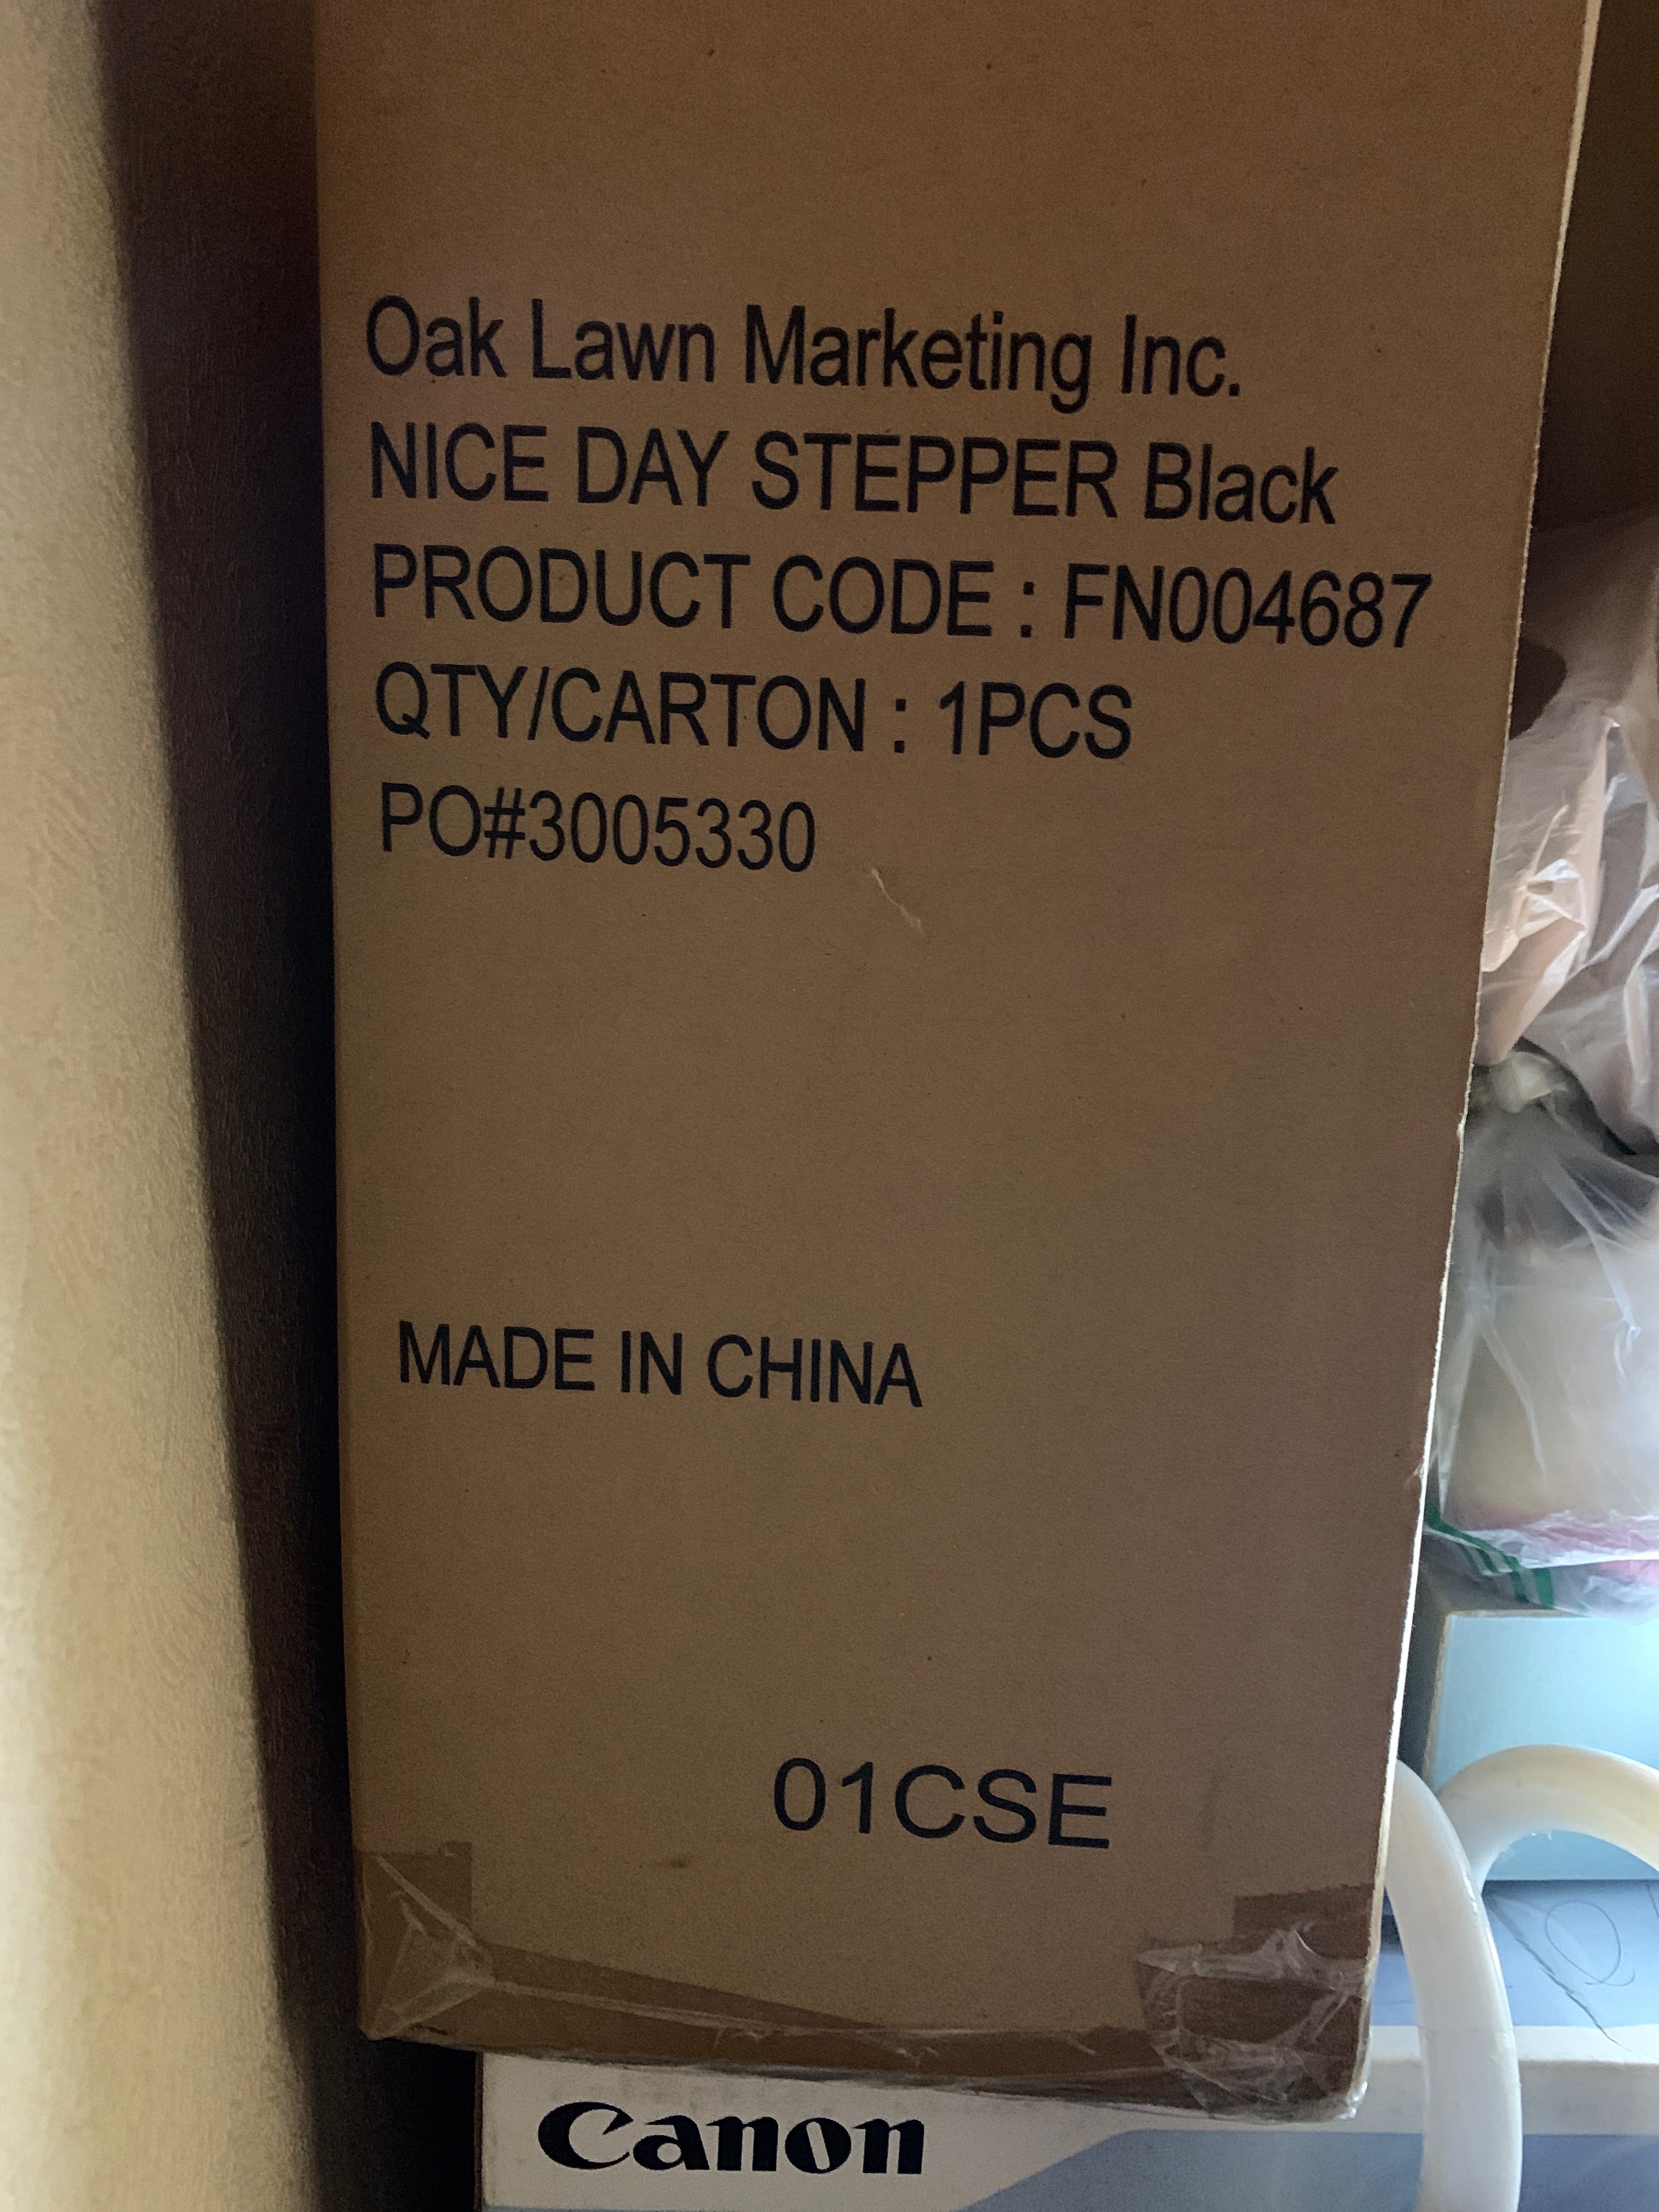 Oak Lawn Marketing Inc.
NICE DAY STEPPER Black
PRODUCT CODE : FN004687
QTY/CARTON : 1PCS
PO#3005330
MADE IN CHINA
01CSE
Canon